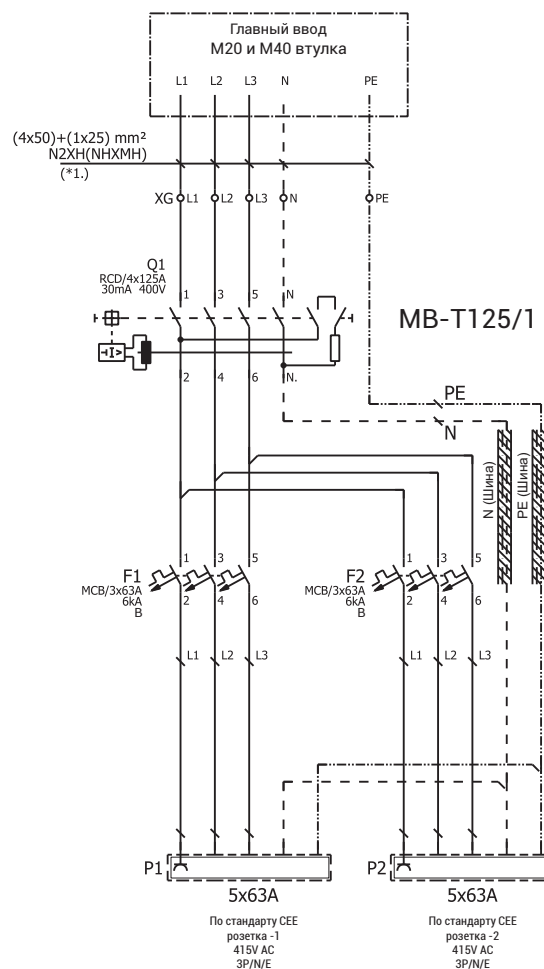 Главный ввод
М20 и М40 втулка
L1 L2 L3 N PE
(4x50)+(1x25) mm²
N2XH(NHXMH)
(*1.)
XG L1 L2 L3 N PE
Q1
RCD/4x125A
30mA 400V
1 3 5 N
MB-T125/1
2 4 6 N.
PE
N
N (Шина)
PE (Шина)
1 3 5
F1
MCB/3x63A
6kA
B
2 4 6
1 3 5
F2
MCB/3x63A
6kA
B
2 4 6
L1 L2 L3
L1 L2 L3
P1
P2
5x63A
5x63A
По стандарту CEE
розетка -1
415V AC
3P/N/E
По стандарту CEE
розетка -2
415V AC
3P/N/E